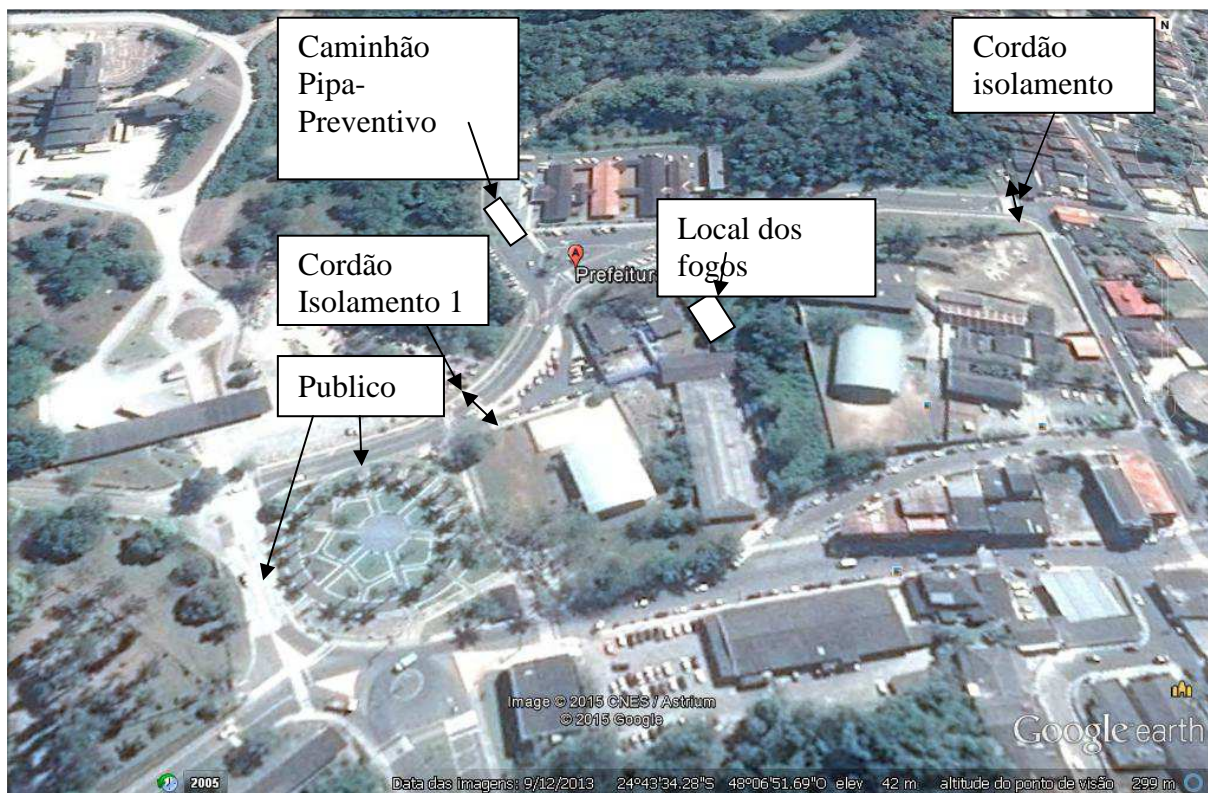 Caminhão
Pipa-
Preventivo
Cordão
isolamento
N
Local dos
fogos
A
Prefeitur
Cordão
Isolamento 1
Publico
Image © 2015 CNES / Astrium
© 2015 Google
Google earth
2005
Data das imagens: 9/12/2013 24°43'34.28"S 48°06'51.69"O elev 42 m altitude do ponto de visão 299 m